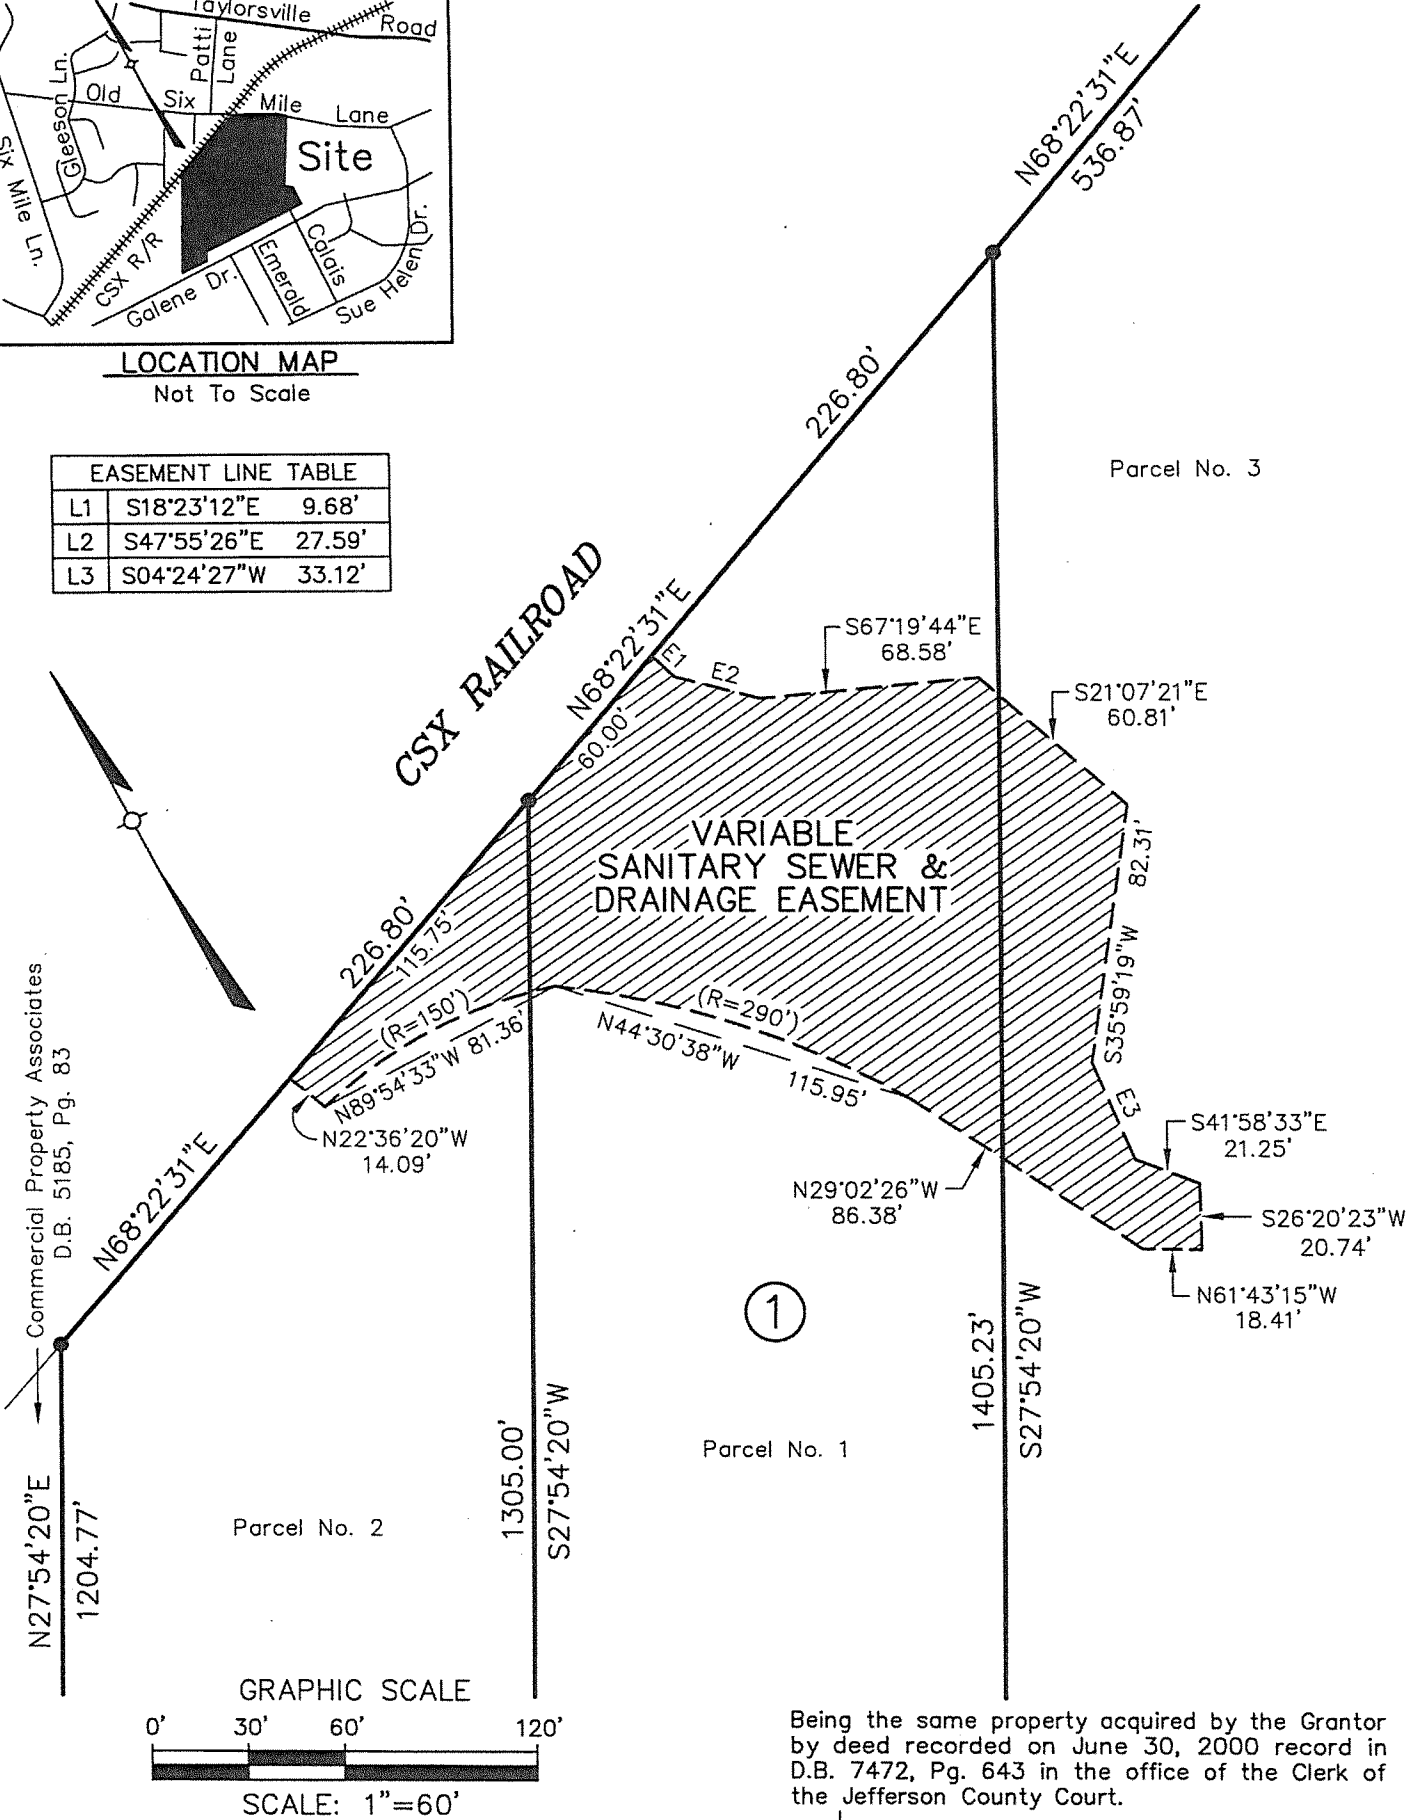 Taylorsville
Road
Patti
Lane
Gleeson Ln.
Old Six Mile Lane
Six Mile Ln.
Site
CSX R/R
Galene Dr.
Emerald
Calais
Sue Helen Dr.
LOCATION MAP
Not To Scale
EASEMENT LINE TABLE
L1 S18°23'12"E 9.68'
L2 S47°55'26"E 27.59'
L3 S04°24'27"W 33.12'
N68°22'31"E
536.87'
226.80'
Parcel No. 3
CSX RAILROAD
N68°22'31"E
60.00'
E1
E2
S67°19'44"E
68.58'
S21°07'21"E
60.81'
VARIABLE
SANITARY SEWER &
DRAINAGE EASEMENT
82.31'
S35°59'19"W
226.80'
115.75'
(R=150')
N89°54'33"W 81.36'
(R=290')
N44°30'38"W 115.95'
N22°36'20"W
14.09'
E3
S41°58'33"E
21.25'
N29°02'26"W
86.38'
S26°20'23"W
20.74'
N61°43'15"W
18.41'
Commercial Property Associates
D.B. 5185, Pg. 83
N68°22'31"E
1
1405.23'
S27°54'20"W
Parcel No. 1
1305.00'
S27°54'20"W
Parcel No. 2
N27°54'20"E
1204.77'
GRAPHIC SCALE
0' 30' 60' 120'
SCALE: 1"=60'
Being the same property acquired by the Grantor
by deed recorded on June 30, 2000 record in
D.B. 7472, Pg. 643 in the office of the Clerk of
the Jefferson County Court.